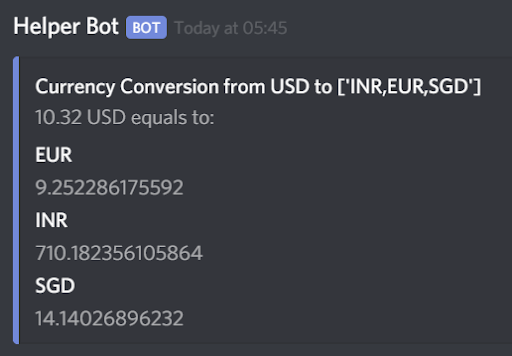 Helper Bot BOT Today at 05:45
Currency Conversion from USD to ['INR,EUR,SGD']
10.32 USD equals to:
EUR
9.252286175592
INR
710.182356105864
SGD
14.14026896232